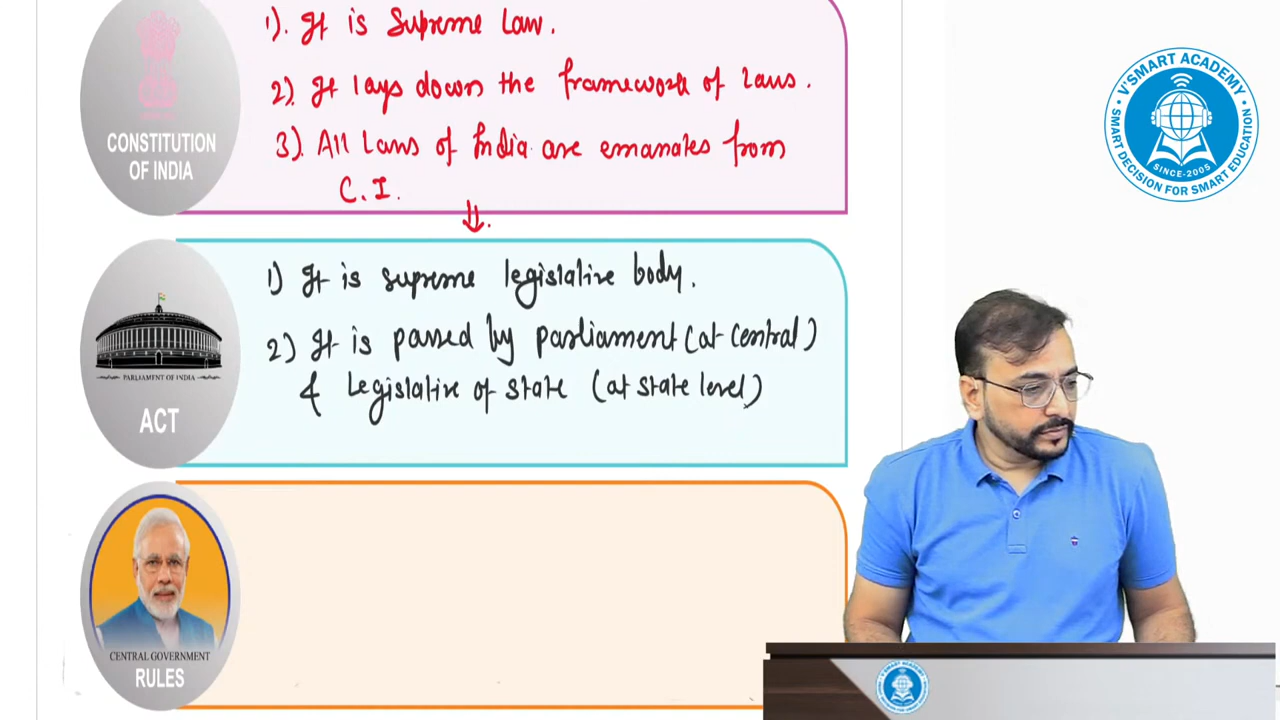 1). It is Supreme Law.
2). It lays down the framework of laws.
3). All Laws of India are emanates from
C.I.
CONSTITUTION
OF INDIA
1) It is supreme legislative body.
2) It is passed by parliament (at central)
& Legislative of state (at state level)
PARLIAMENT OF INDIA
ACT
CENTRAL GOVERNMENT
RULES
V'SMART ACADEMY
SINCE-2005
SMART DECISION FOR SMART EDUCATION